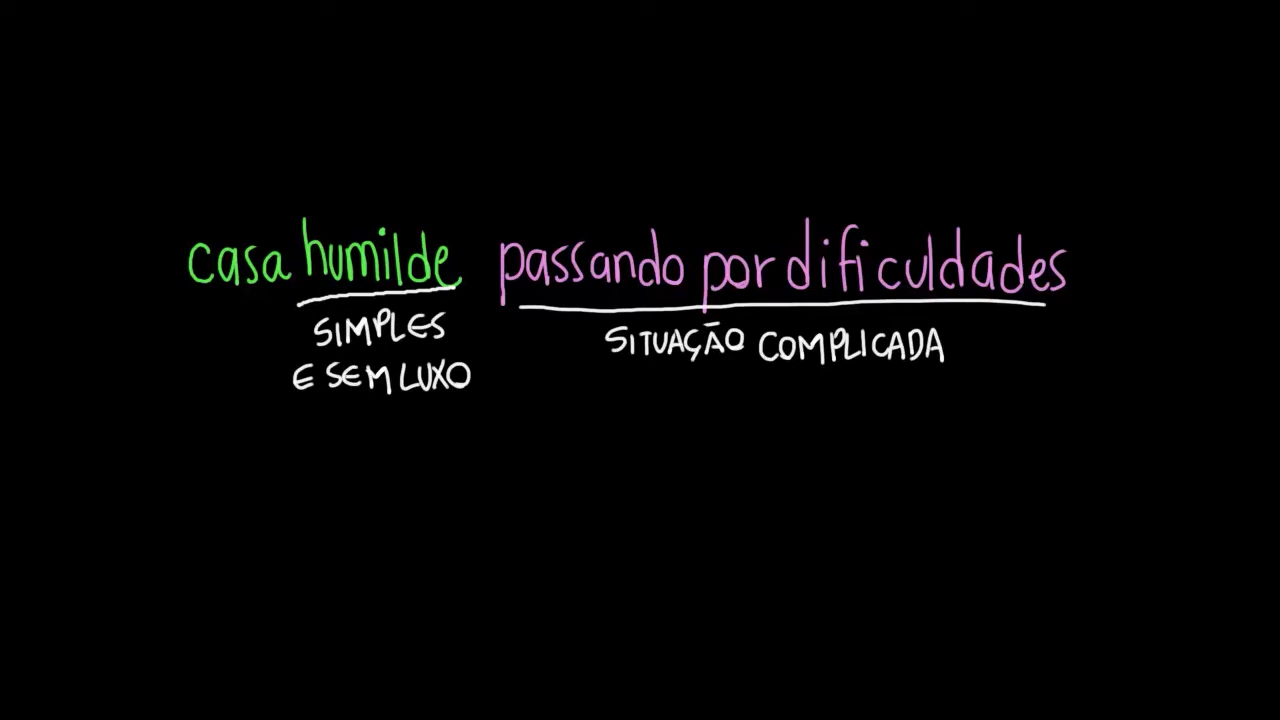 casa humilde passando por dificuldades
SIMPLES SITUAÇÃO COMPLICADA
E SEM LUXO